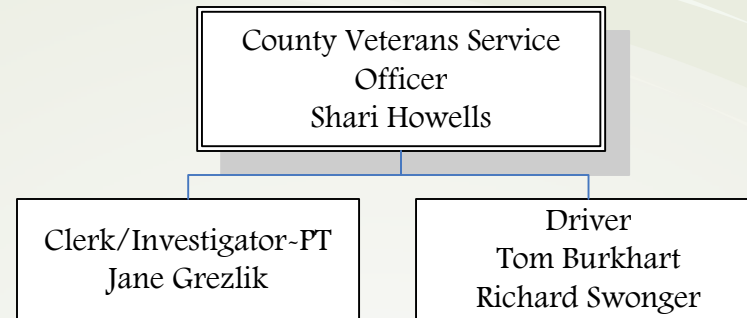 County Veterans Service
Officer
Shari Howells
Clerk/Investigator-PT
Jane Grezlik
Driver
Tom Burkhart
Richard Swonger